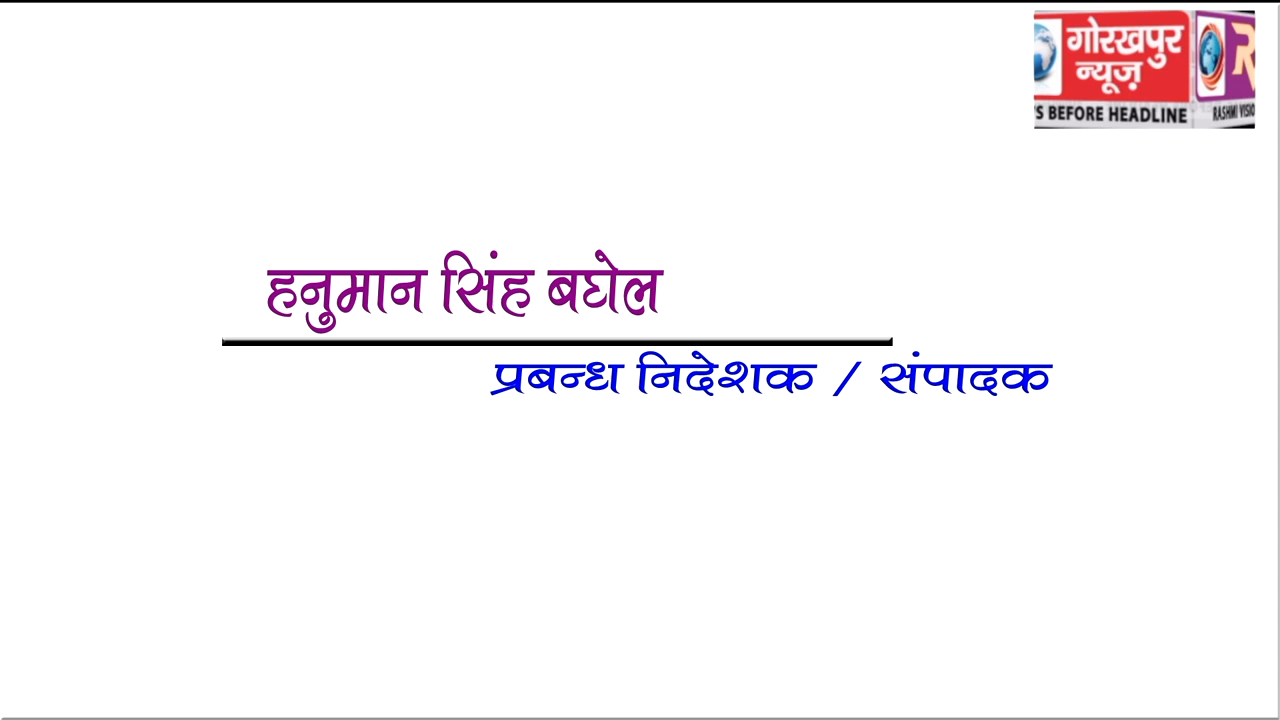 गोरखपुर
न्यूज़
'S BEFORE HEADLINE
RASHMI VISIO
हनुमान सिंह बघेल
प्रबन्ध निदेशक / संपादक